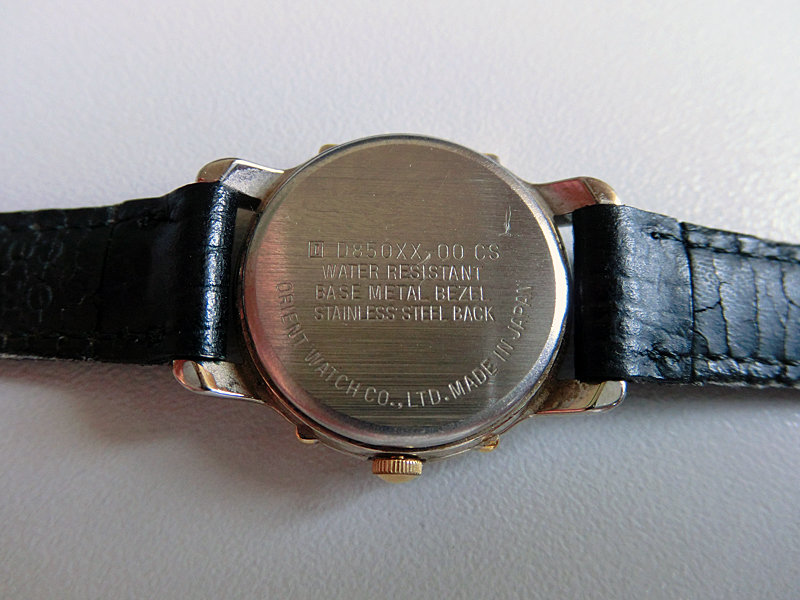 D850XX,00 CS
WATER RESISTANT
BASE METAL BEZEL
STAINLESS STEEL BACK
ORIENT WATCH CO.,LTD.MADE IN JAPAN